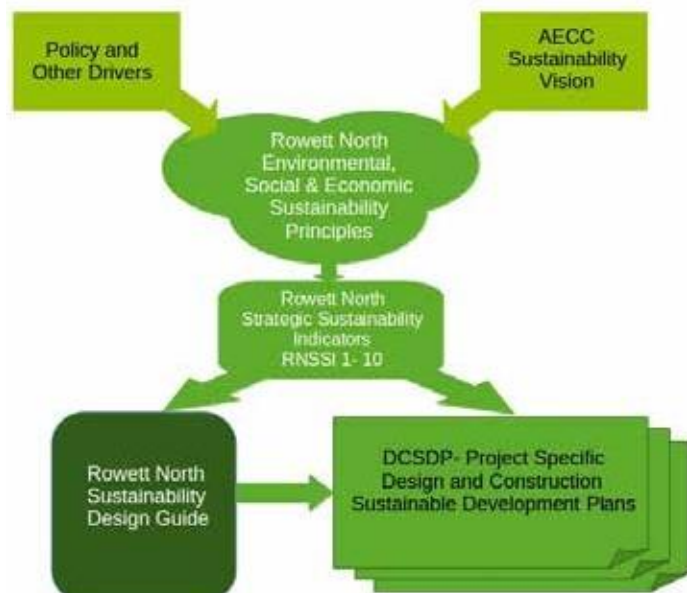 Policy and
Other Drivers
AECC
Sustainability
Vision
Rowett North
Environmental,
Social & Economic
Sustainability
Principles
Rowett North
Strategic Sustainability
Indicators
RNSSI 1- 10
Rowett North
Sustainability
Design Guide
DCSDP- Project Specific
Design and Construction
Sustainable Development Plans